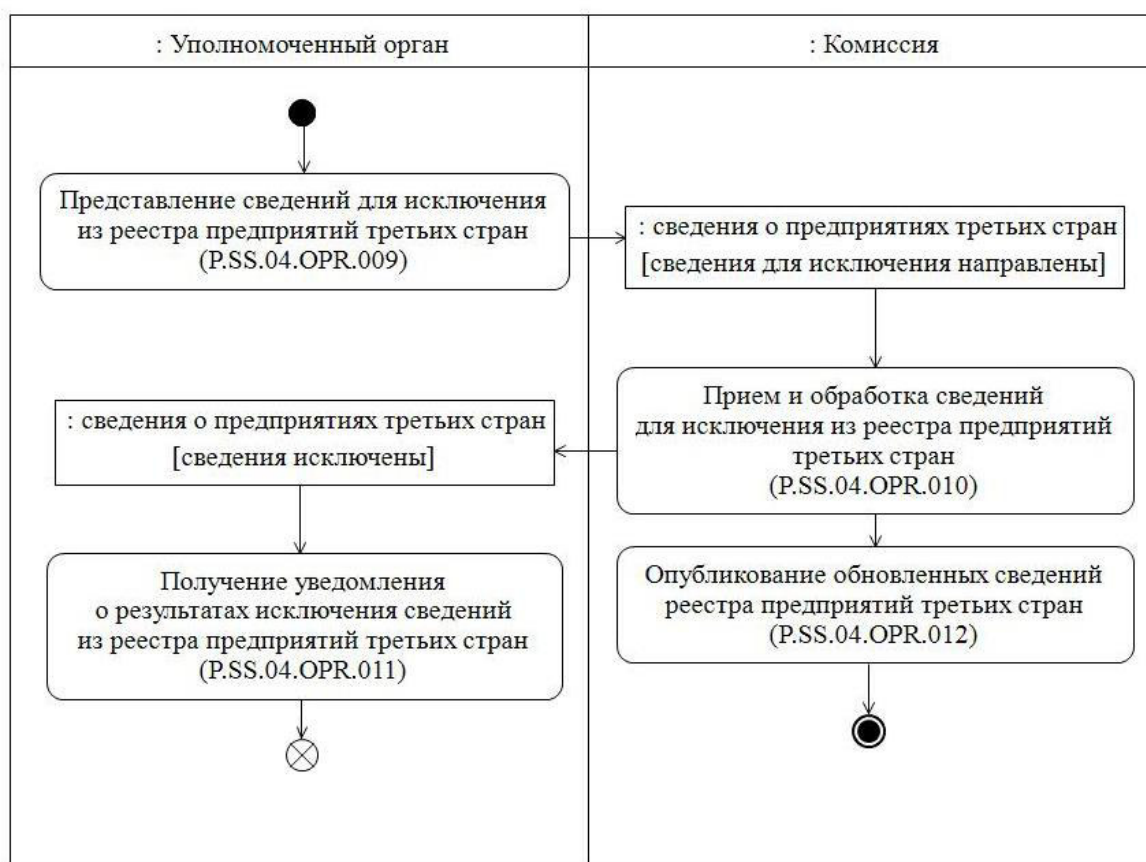 : Уполномоченный орган
: Комиссия
Представление сведений для исключения
из реестра предприятий третьих стран
(P.SS.04.OPR.009)
: сведения о предприятиях третьих стран
[сведения для исключения направлены]
Прием и обработка сведений
для исключения из реестра предприятий
третьих стран
(P.SS.04.OPR.010)
: сведения о предприятиях третьих стран
[сведения исключены]
Получение уведомления
о результатах исключения сведений
из реестра предприятий третьих стран
(P.SS.04.OPR.011)
Опубликование обновленных сведений
реестра предприятий третьих стран
(P.SS.04.OPR.012)